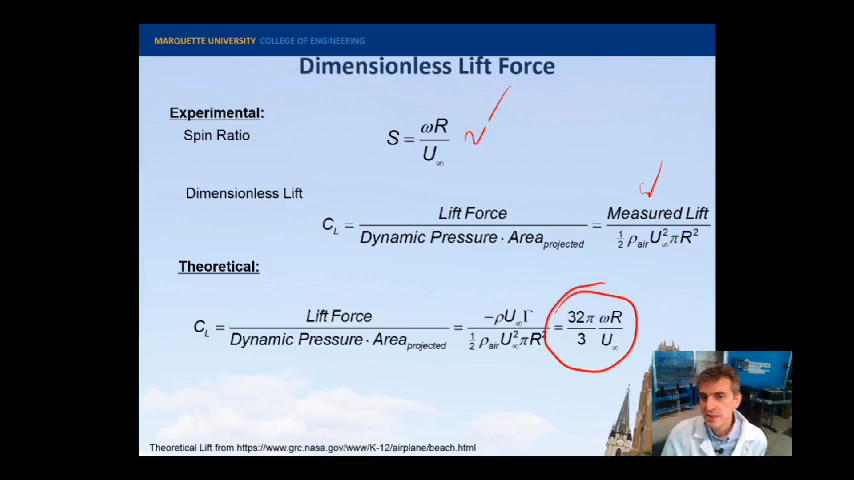 MARQUETTE UNIVERSITY COLLEGE OF ENGINEERING
Dimensionless Lift Force
Experimental:
Spin Ratio
S = ωR / U∞
Dimensionless Lift
C_L = Lift Force / Dynamic Pressure · Area_projected = Measured Lift / ½ ρ_air U∞² πR²
Theoretical:
C_L = Lift Force / Dynamic Pressure · Area_projected = −ρU∞Γ / ½ ρ_air U∞² πR² = 32π/3 ωR/U∞
Theoretical Lift from https://www.grc.nasa.gov/www/K-12/airplane/beach.html